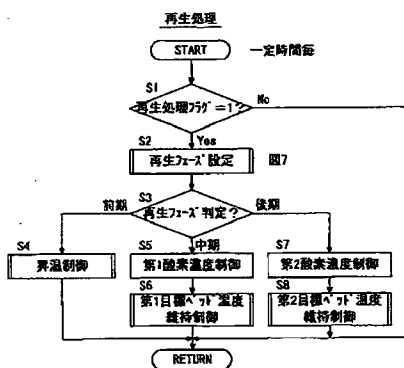 再生処理
START 一定時間毎
S1
再生処理ﾌﾗｸﾞ=1?
No
S2 Yes
再生ﾌｪｰｽﾞ設定 図7
S3
再生ﾌｪｰｽﾞ判定?
前期 後期
中期
S4 S5 S7
昇温制御 第1酸素濃度制御 第2酸素濃度制御
S6 S8
第1目標ﾍﾞｯﾄﾞ温度 第2目標ﾍﾞｯﾄﾞ温度
維持制御 維持制御
RETURN